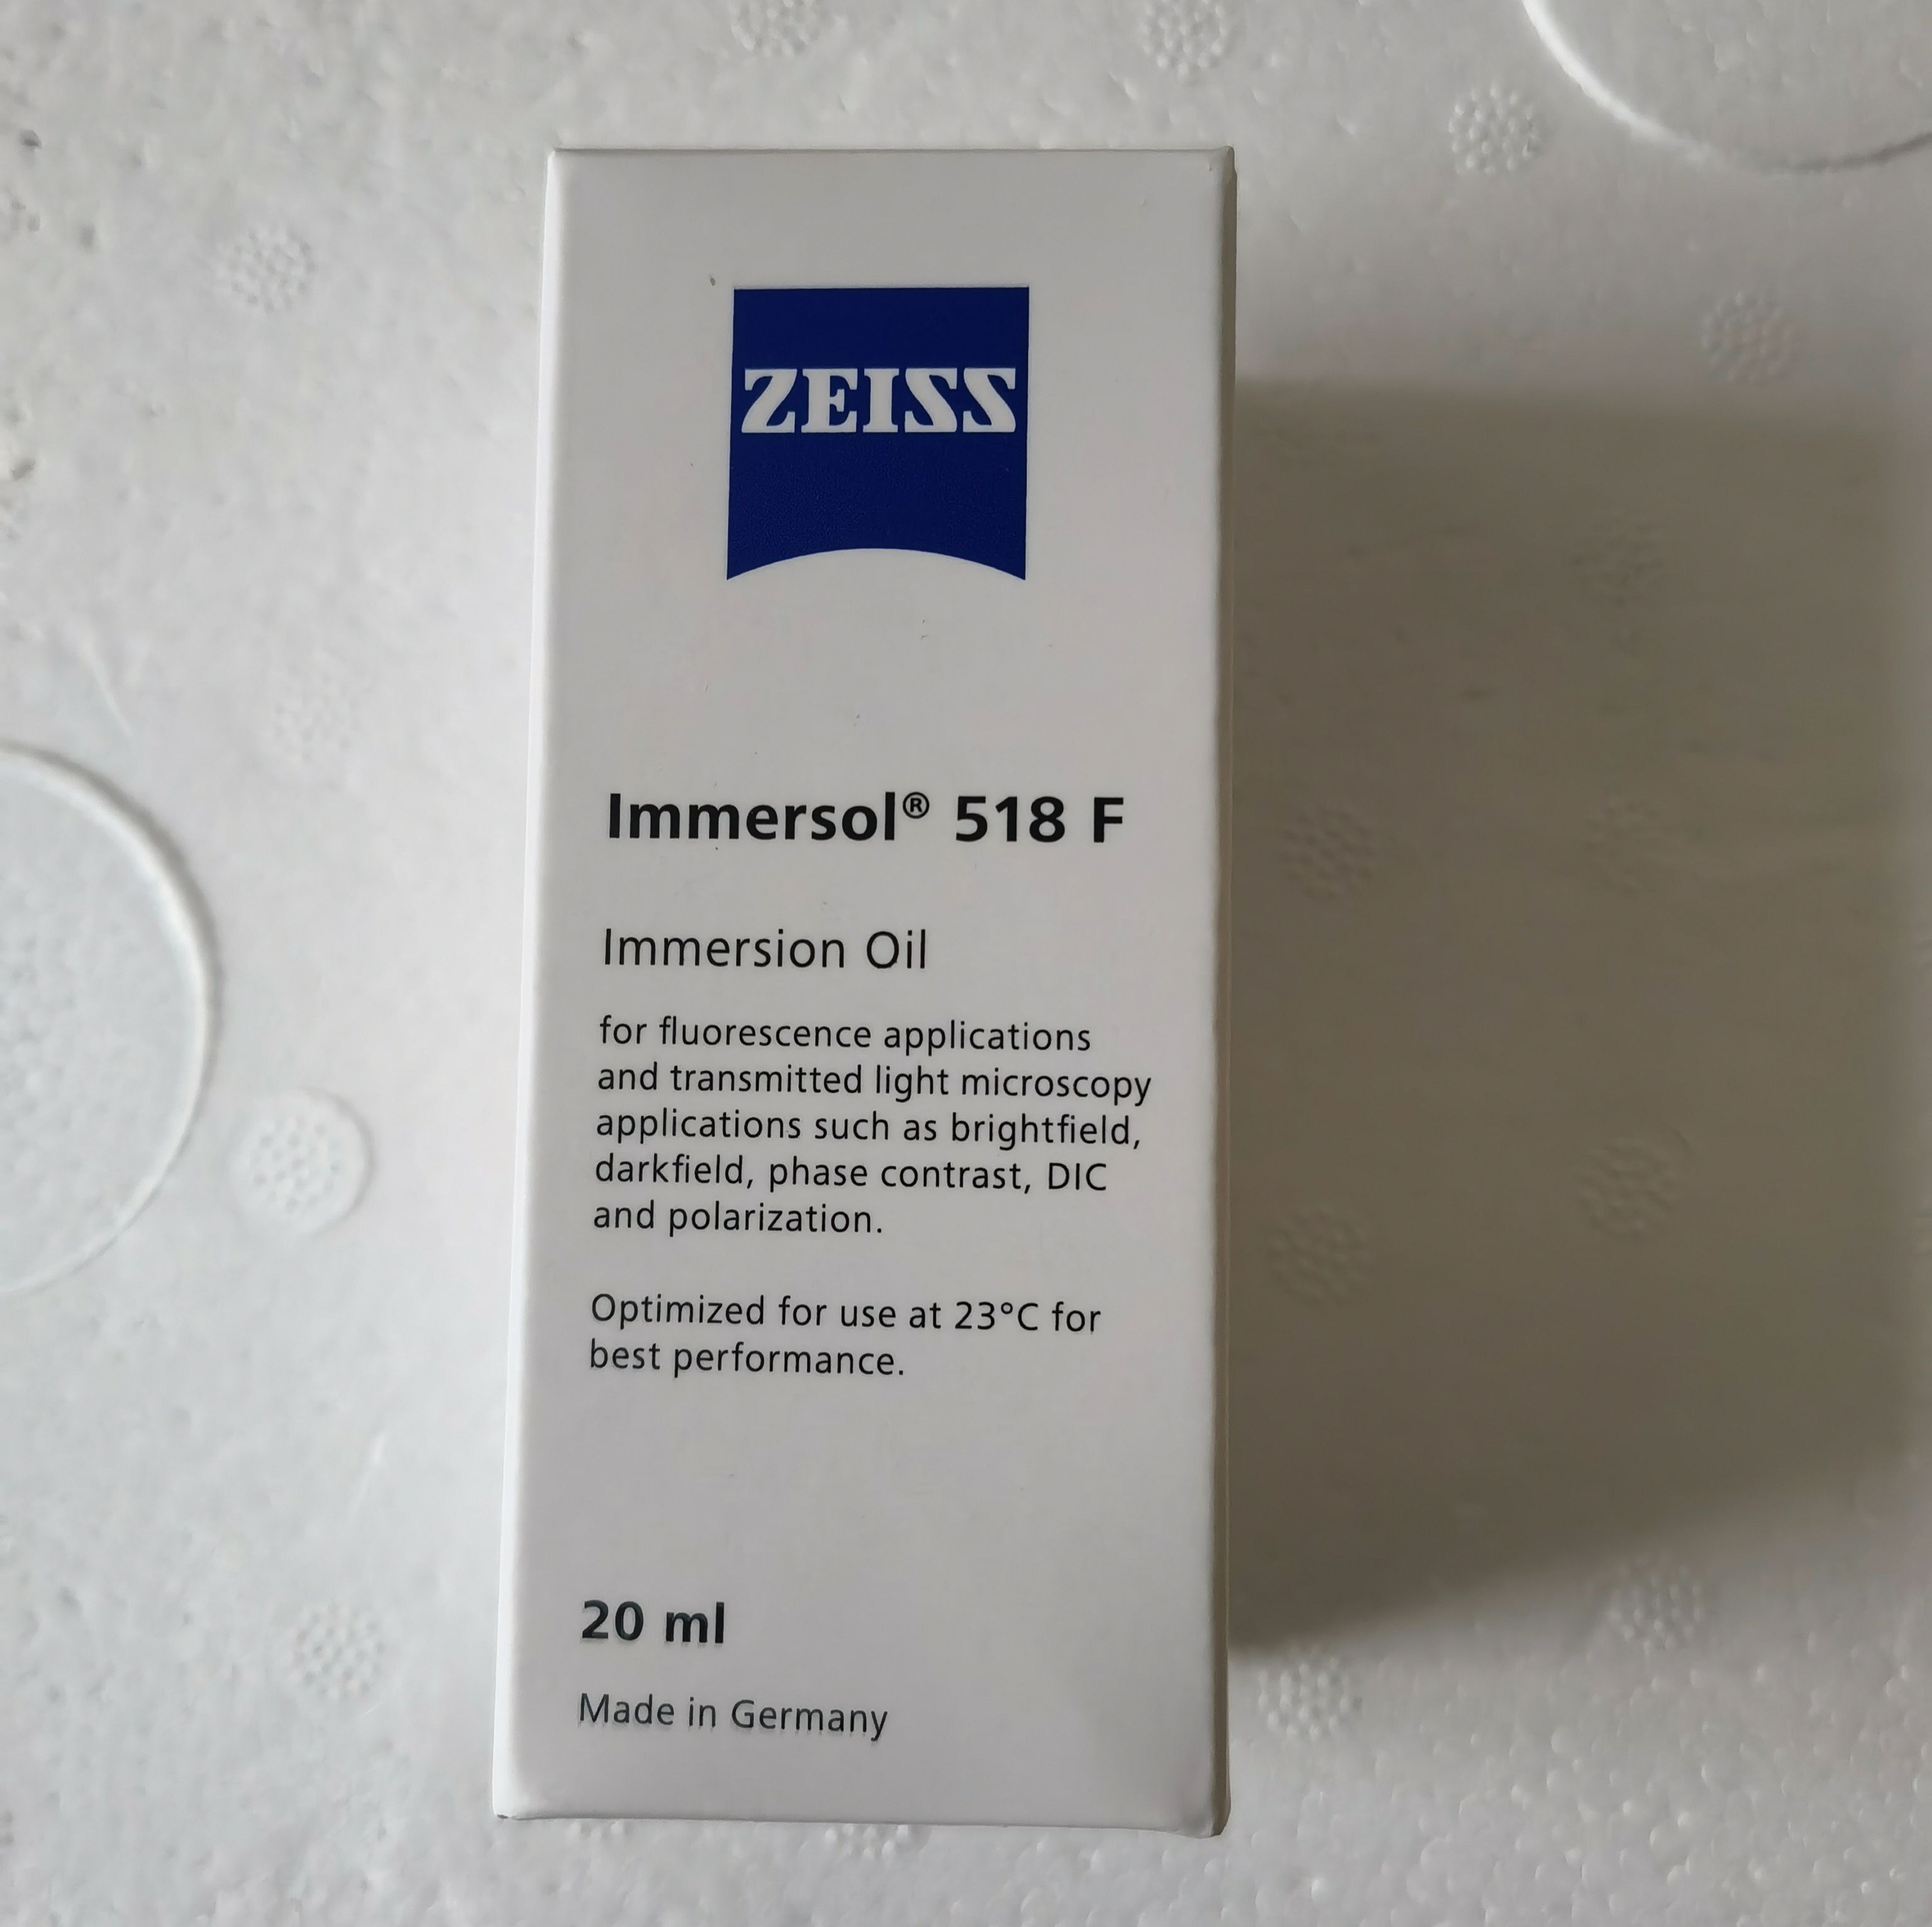 ZEISS
Immersol® 518 F
Immersion Oil
for fluorescence applications
and transmitted light microscopy
applications such as brightfield,
darkfield, phase contrast, DIC
and polarization.
Optimized for use at 23°C for
best performance.
20 ml
Made in Germany